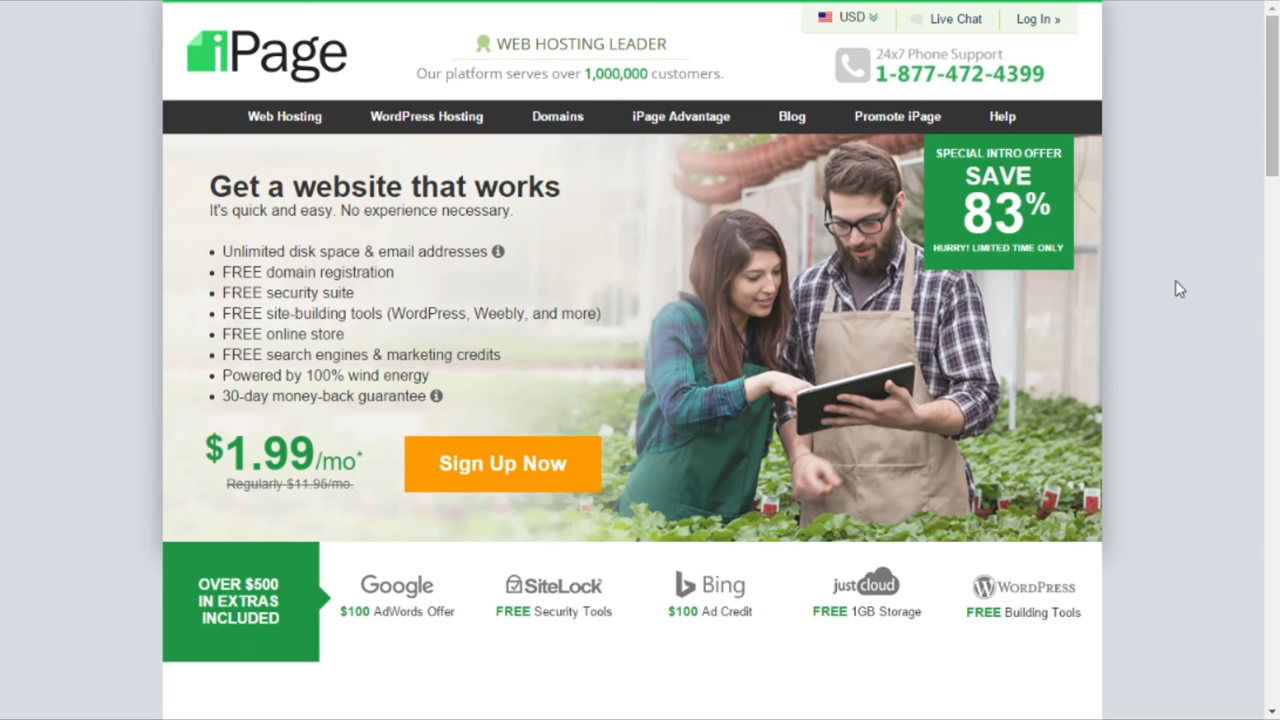 USD
Live Chat
Log In »
iPage
WEB HOSTING LEADER
Our platform serves over 1,000,000 customers.
24x7 Phone Support
1-877-472-4399
Web Hosting
WordPress Hosting
Domains
iPage Advantage
Blog
Promote iPage
Help
Get a website that works
It's quick and easy. No experience necessary.
• Unlimited disk space & email addresses
• FREE domain registration
• FREE security suite
• FREE site-building tools (WordPress, Weebly, and more)
• FREE online store
• FREE search engines & marketing credits
• Powered by 100% wind energy
• 30-day money-back guarantee
$1.99/mo*
Regularly $11.95/mo.
Sign Up Now
SPECIAL INTRO OFFER
SAVE
83%
HURRY! LIMITED TIME ONLY
OVER $500
IN EXTRAS
INCLUDED
Google
$100 AdWords Offer
SiteLock
FREE Security Tools
Bing
$100 Ad Credit
justcloud
FREE 1GB Storage
WORDPRESS
FREE Building Tools